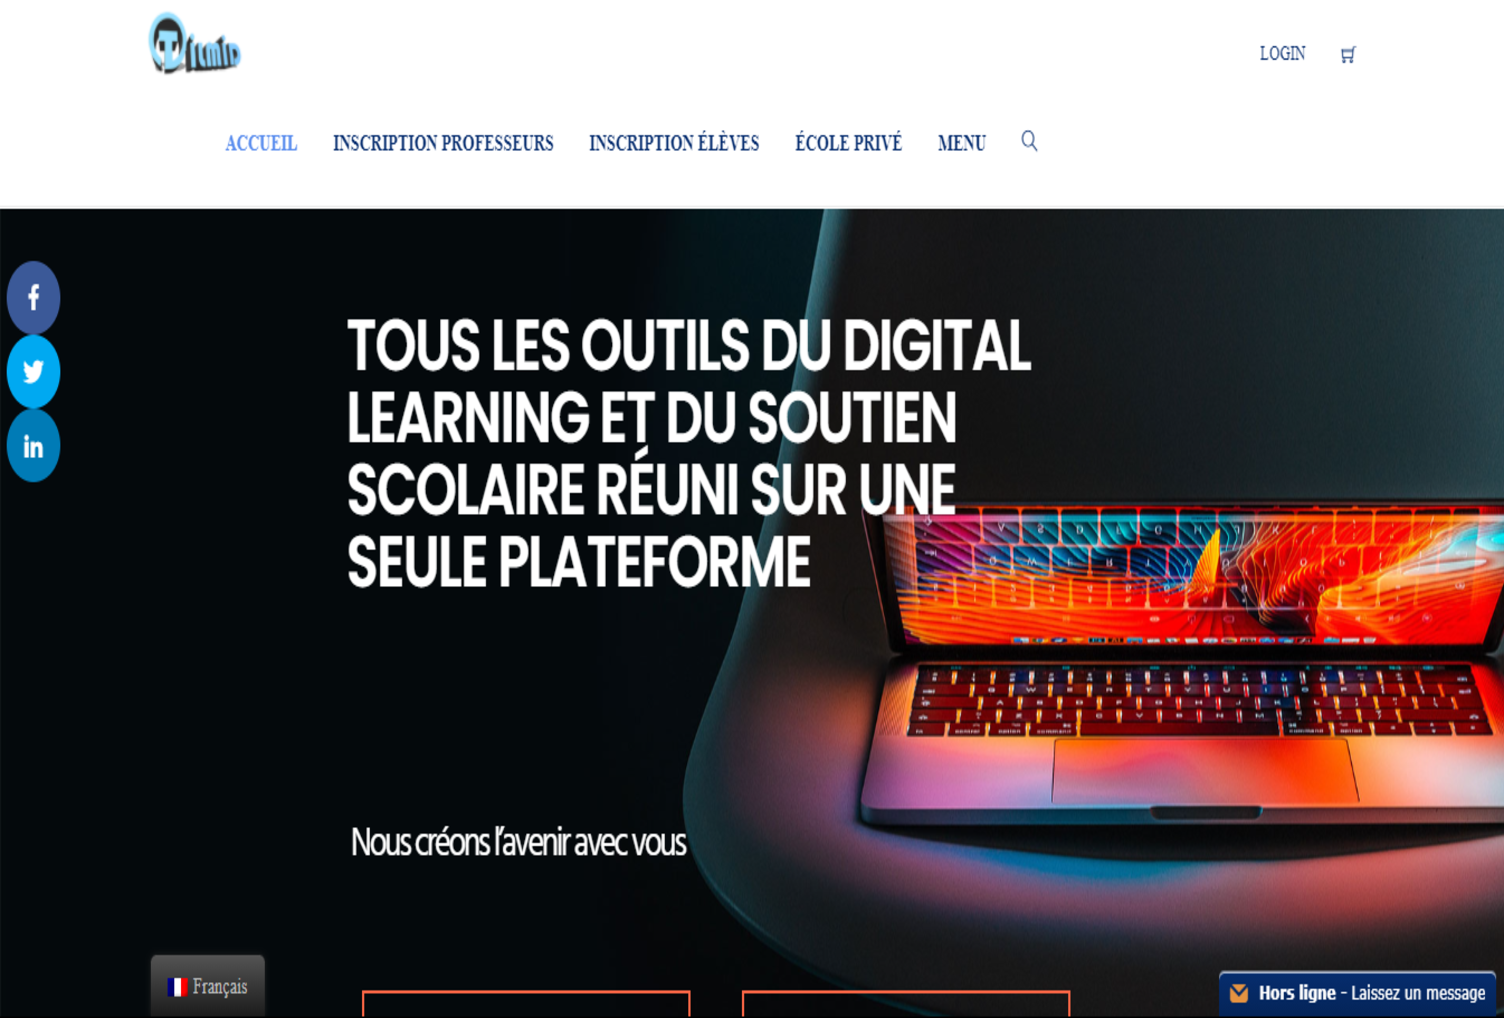 Tilmid
LOGIN
ACCUEIL INSCRIPTION PROFESSEURS INSCRIPTION ÉLÈVES ÉCOLE PRIVÉ MENU
TOUS LES OUTILS DU DIGITAL
LEARNING ET DU SOUTIEN
SCOLAIRE RÉUNI SUR UNE
SEULE PLATEFORME
Nous créons l'avenir avec vous
Français
Hors ligne - Laissez un message